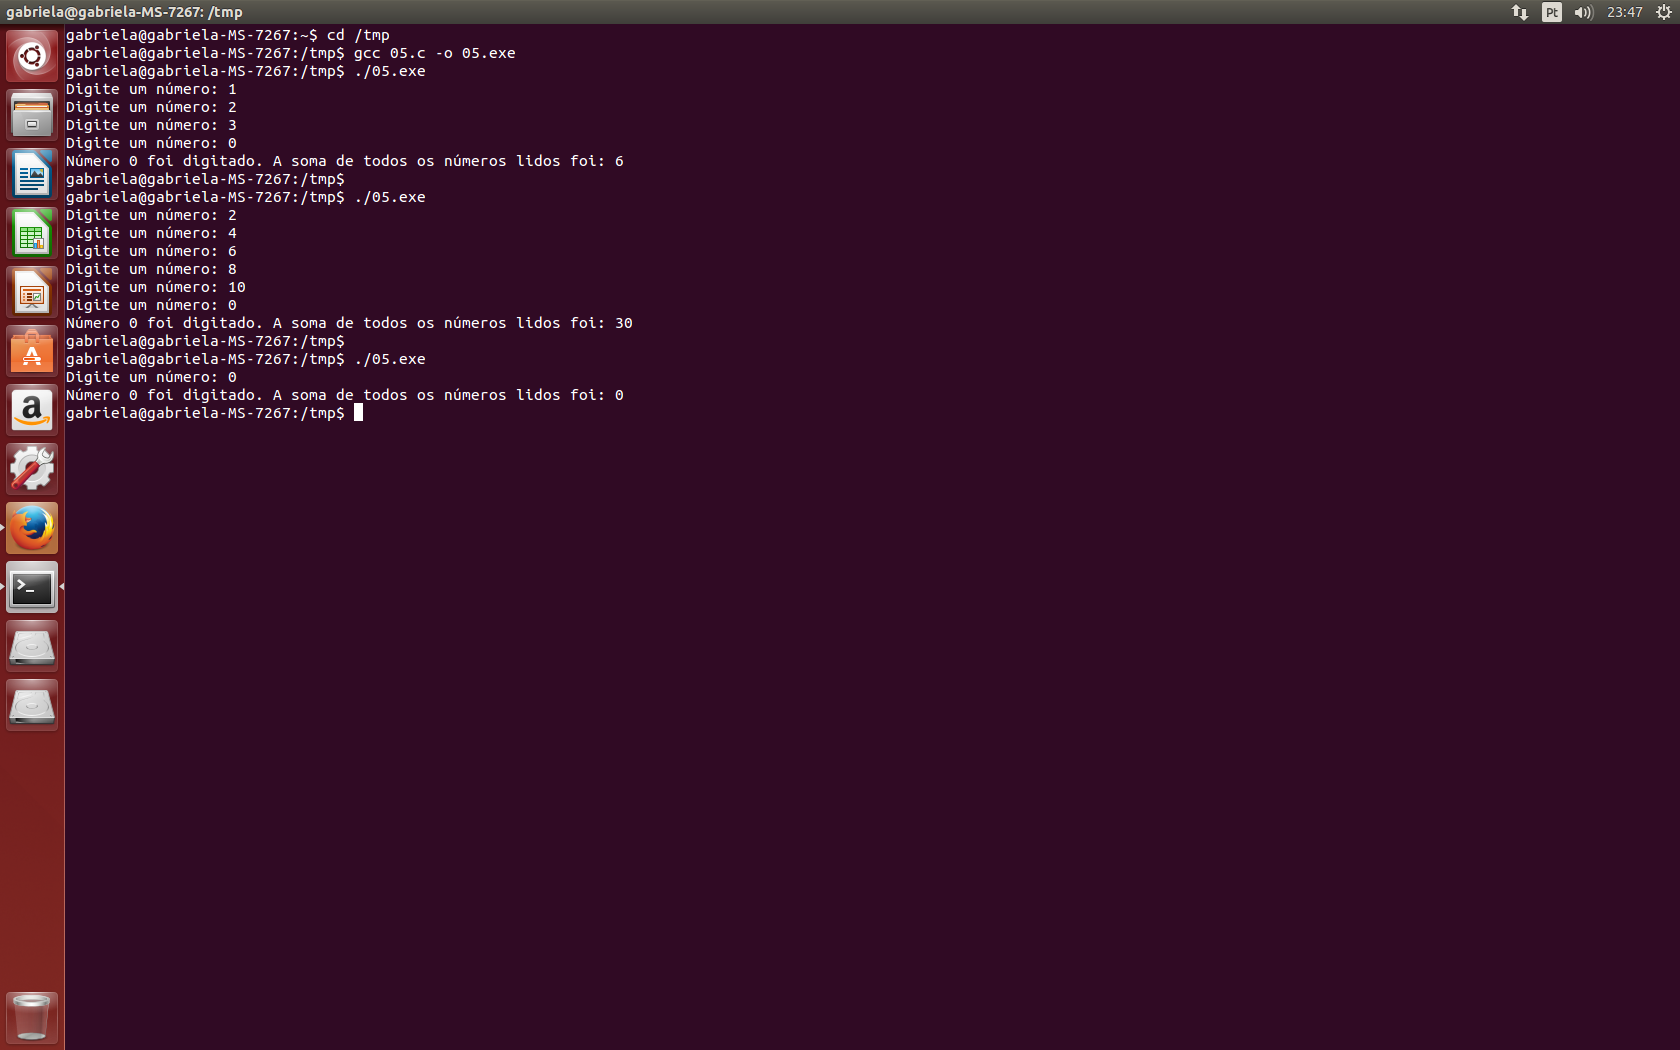 gabriela@gabriela-MS-7267: /tmp
Pt
23:47
gabriela@gabriela-MS-7267:~$ cd /tmp
gabriela@gabriela-MS-7267:/tmp$ gcc 05.c -o 05.exe
gabriela@gabriela-MS-7267:/tmp$ ./05.exe
Digite um número: 1
Digite um número: 2
Digite um número: 3
Digite um número: 0
Número 0 foi digitado. A soma de todos os números lidos foi: 6
gabriela@gabriela-MS-7267:/tmp$
gabriela@gabriela-MS-7267:/tmp$ ./05.exe
Digite um número: 2
Digite um número: 4
Digite um número: 6
Digite um número: 8
Digite um número: 10
Digite um número: 0
Número 0 foi digitado. A soma de todos os números lidos foi: 30
gabriela@gabriela-MS-7267:/tmp$
gabriela@gabriela-MS-7267:/tmp$ ./05.exe
Digite um número: 0
Número 0 foi digitado. A soma de todos os números lidos foi: 0
gabriela@gabriela-MS-7267:/tmp$